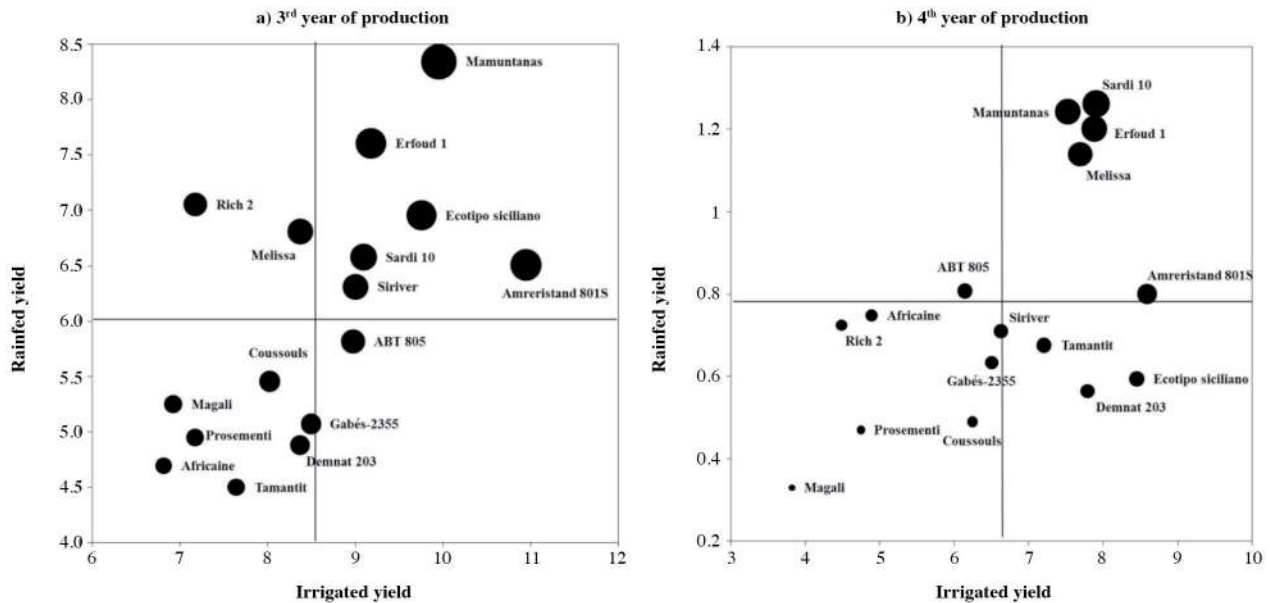 a) 3rd year of production
8.5
8.0
7.5
7.0
6.5
6.0
5.5
5.0
4.5
4.0
Rainfed yield
Mamuntanas
Erfoud 1
Rich 2
Ecotipo siciliano
Melissa
Sardi 10
Siriver
Amreristand 801S
ABT 805
Coussouls
Magali
Gabés-2355
Prosementi
Demnat 203
Africaine
Tamantit
6 7 8 9 10 11 12
Irrigated yield
b) 4th year of production
1.4
1.2
1
0.8
0.6
0.4
0.2
Rainfed yield
Sardi 10
Mamuntanas
Erfoud 1
Melissa
ABT 805
Amreristand 801S
Africaine
Siriver
Rich 2
Tamantit
Gabés-2355
Ecotipo siciliano
Demnat 203
Prosementi
Coussouls
Magali
3 4 5 6 7 8 9 10
Irrigated yield